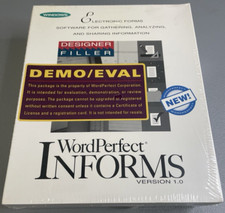 WINDOWS
ELECTRONIC FORMS
SOFTWARE FOR GATHERING, ANALYZING,
AND SHARING INFORMATION
DESIGNER
FILLER
DEMO/EVAL
This package is the property of WordPerfect Corporation.
It is intended for evaluation, demonstration, or review
purposes. The package cannot be upgraded or registered
without written consent unless it contains a Certificate of
License and a registration card. It is not intended for resale.
NEW!
WordPerfect
INFORMS
VERSION 1.0